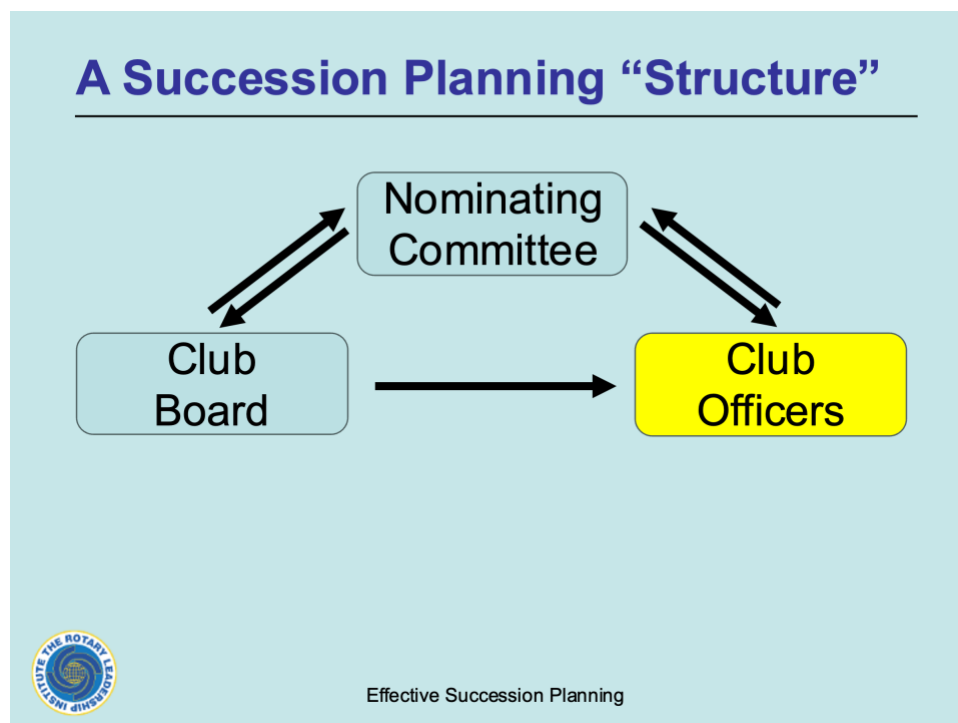 A Succession Planning “Structure”
Nominating
Committee
Club
Board
Club
Officers
THE ROTARY LEADERSHIP INSTITUTE
Effective Succession Planning